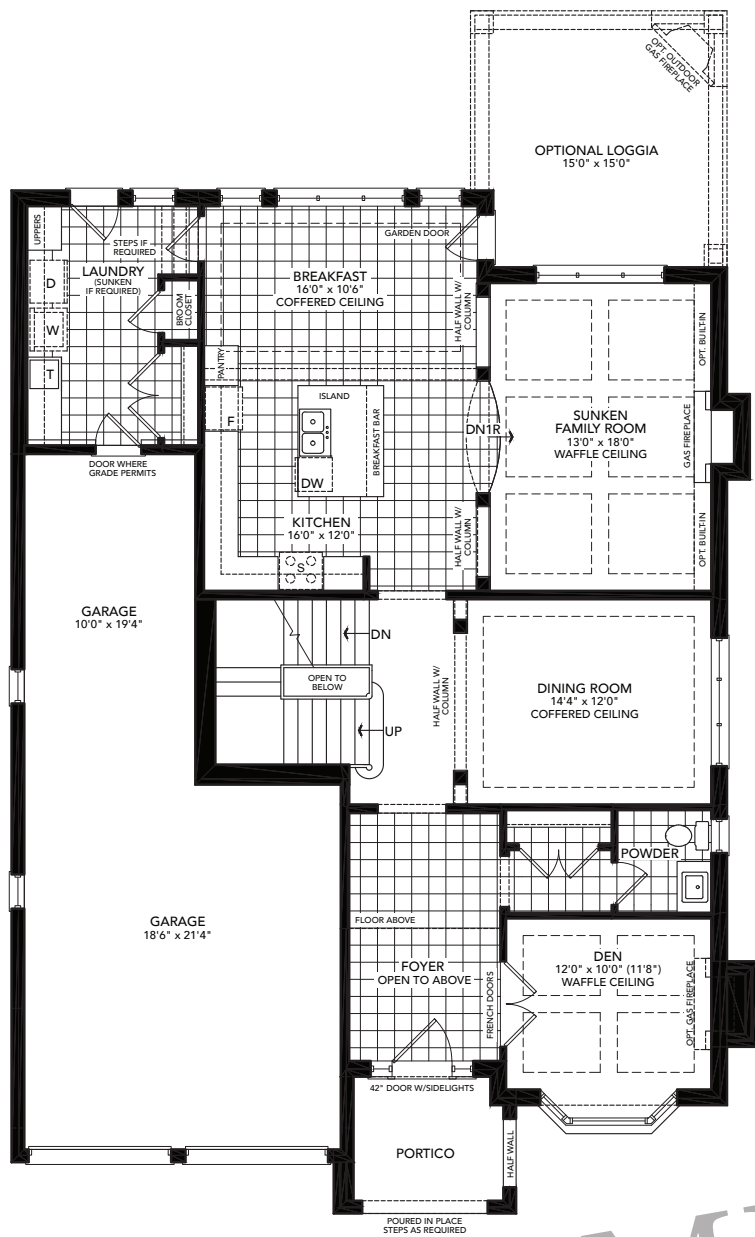 OPT. OUTDOOR
GAS FIREPLACE
OPTIONAL LOGGIA
15'0" x 15'0"
UPPERS
STEPS IF
REQUIRED
GARDEN DOOR
LAUNDRY
(SUNKEN
IF REQUIRED)
D
W
T
BROOM
CLOSET
BREAKFAST
16'0" x 10'6"
COFFERED CEILING
HALF WALL W/
COLUMN
PANTRY
F
ISLAND
BREAKFAST BAR
DW
DN1R
OPT. BUILT-IN
SUNKEN
FAMILY ROOM
13'0" x 18'0"
WAFFLE CEILING
GAS FIREPLACE
OPT. BUILT-IN
DOOR WHERE
GRADE PERMITS
KITCHEN
16'0" x 12'0"
S
HALF WALL W/
COLUMN
GARAGE
10'0" x 19'4"
DN
OPEN TO
BELOW
UP
HALF WALL W/
COLUMN
DINING ROOM
14'4" x 12'0"
COFFERED CEILING
POWDER
GARAGE
18'6" x 21'4"
FLOOR ABOVE
FOYER
OPEN TO ABOVE
FRENCH DOORS
DEN
12'0" x 10'0" (11'8")
WAFFLE CEILING
OPT. GAS FIREPLACE
42" DOOR W/SIDELIGHTS
PORTICO
HALF WALL
POURED IN PLACE
STEPS AS REQUIRED